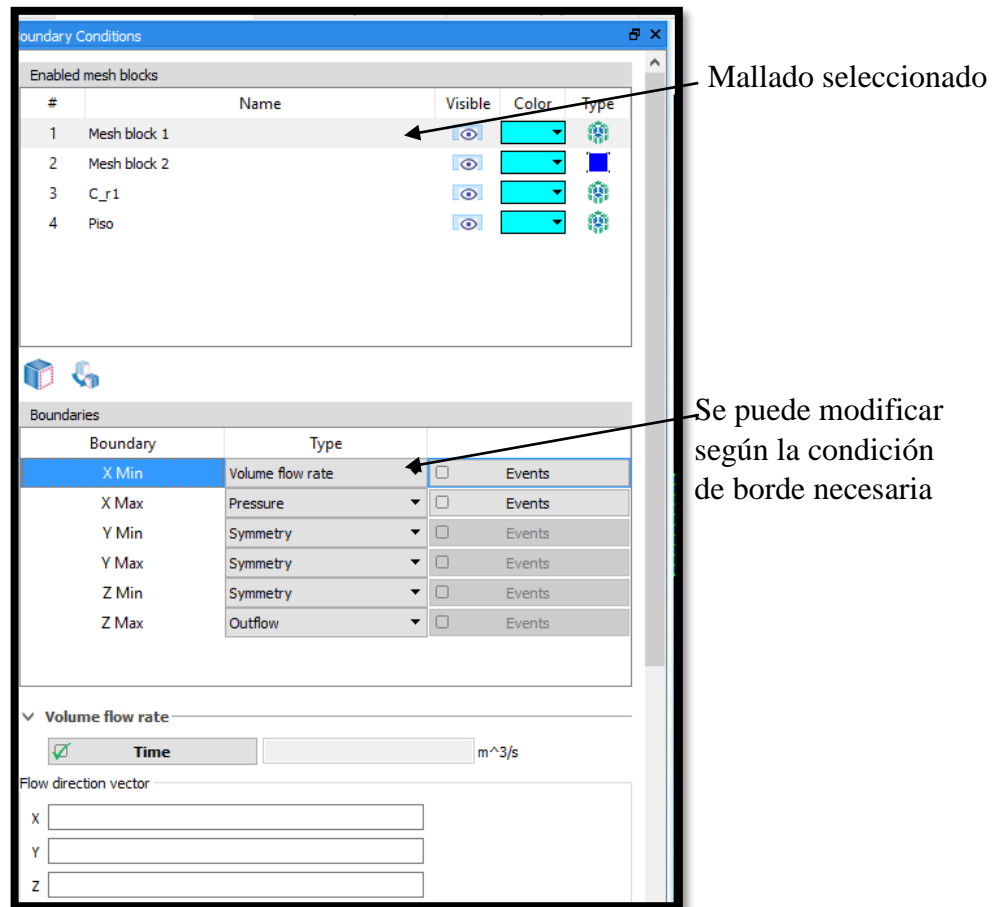 oundary Conditions
Enabled mesh blocks
# Name Visible Color Type
1 Mesh block 1
2 Mesh block 2
3 C_r1
4 Piso
Mallado seleccionado
Boundaries
Boundary Type
X Min Volume flow rate Events
X Max Pressure Events
Y Min Symmetry Events
Y Max Symmetry Events
Z Min Symmetry Events
Z Max Outflow Events
Se puede modificar
según la condición
de borde necesaria
Volume flow rate
Time m^3/s
Flow direction vector
X
Y
Z